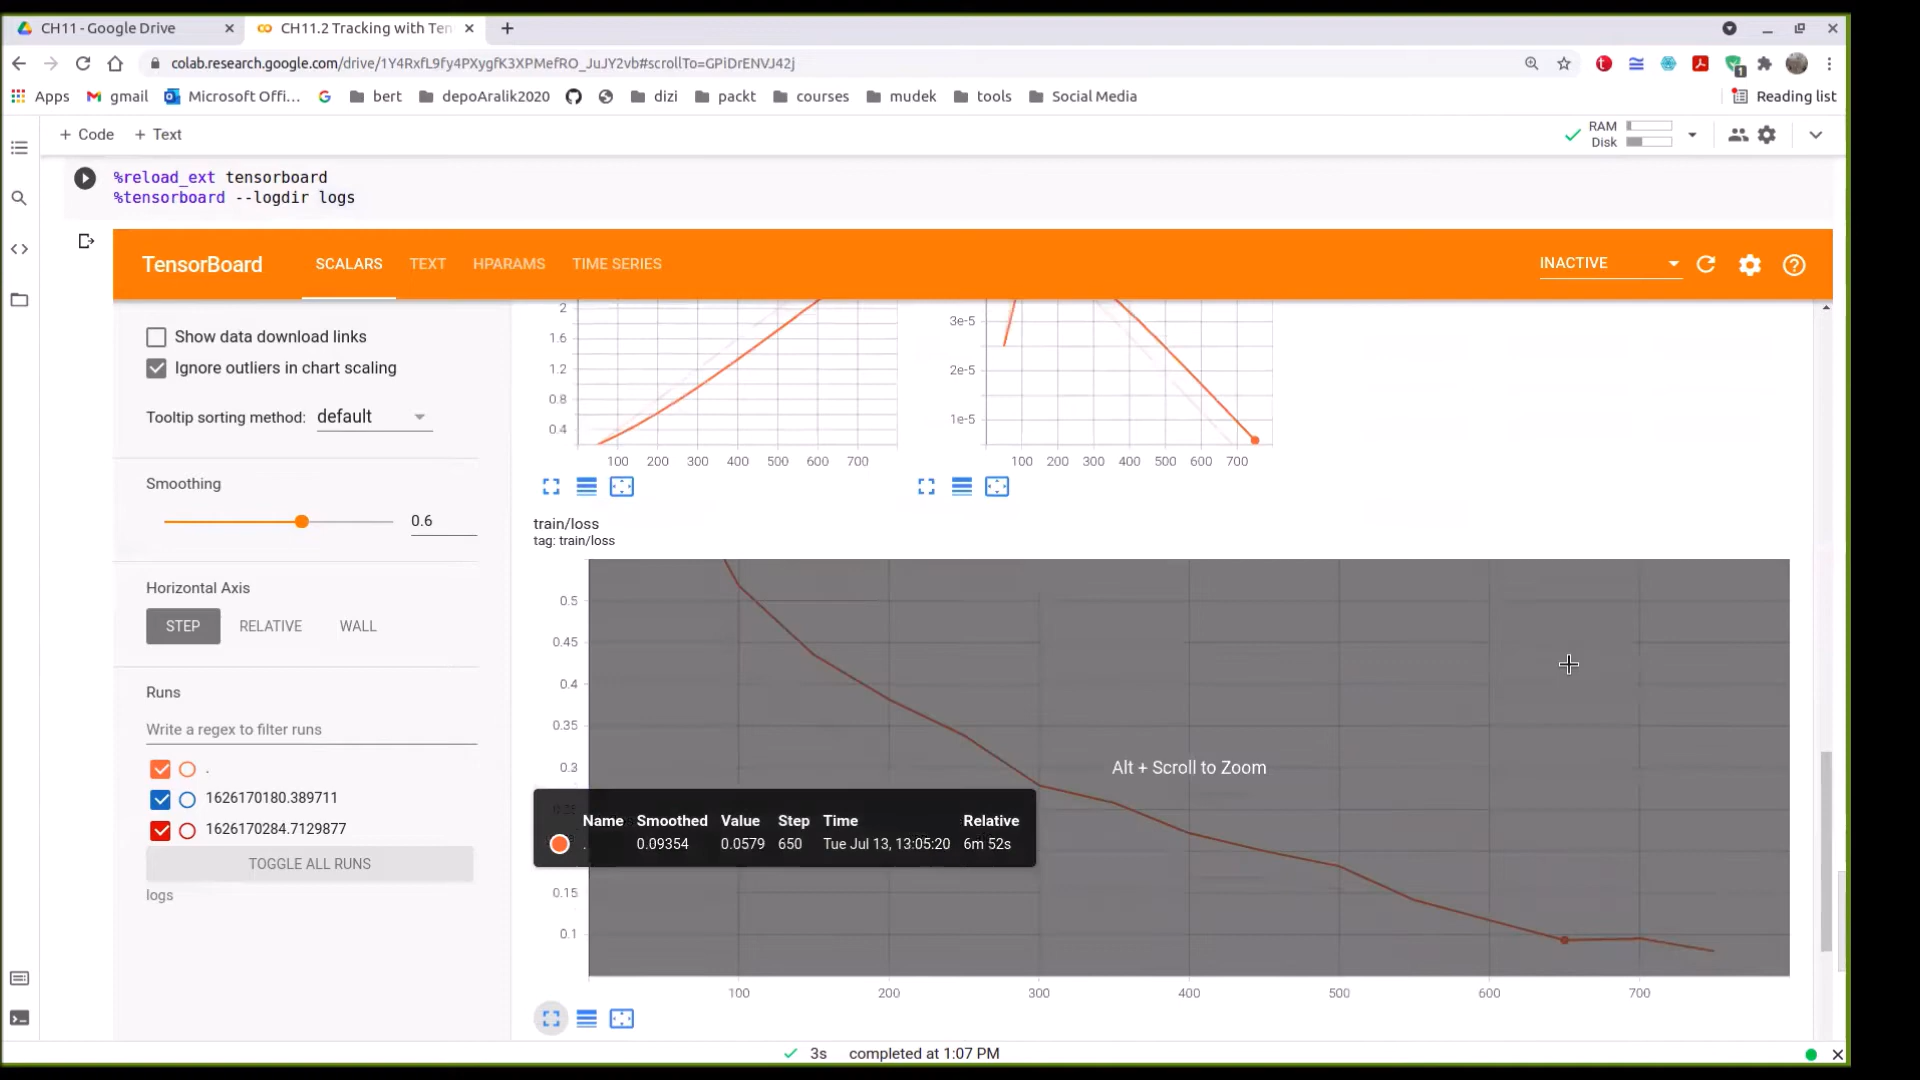 CH11 - Google Drive
CH11.2 Tracking with Ten
colab.research.google.com/drive/1Y4RxfL9fy4PXygfK3XPMefRO_JuJY2vb#scrollTo=GPiDrENVJ42j
Apps gmail Microsoft Offi... bert depoAralik2020 dizi packt courses mudek tools Social Media Reading list
+ Code + Text
RAM
Disk
%reload_ext tensorboard
%tensorboard --logdir logs
TensorBoard SCALARS TEXT HPARAMS TIME SERIES INACTIVE
Show data download links
Ignore outliers in chart scaling
Tooltip sorting method: default
Smoothing
0.6
Horizontal Axis
STEP RELATIVE WALL
Runs
Write a regex to filter runs
.
1626170180.389711
1626170284.7129877
TOGGLE ALL RUNS
logs
2
1.6
1.2
0.8
0.4
100 200 300 400 500 600 700
3e-5
2e-5
1e-5
100 200 300 400 500 600 700
train/loss
tag: train/loss
0.5
0.45
0.4
0.35
0.3
Alt + Scroll to Zoom
Name Smoothed Value Step Time Relative
. 0.09354 0.0579 650 Tue Jul 13, 13:05:20 6m 52s
0.15
0.1
100 200 300 400 500 600 700
3s completed at 1:07 PM